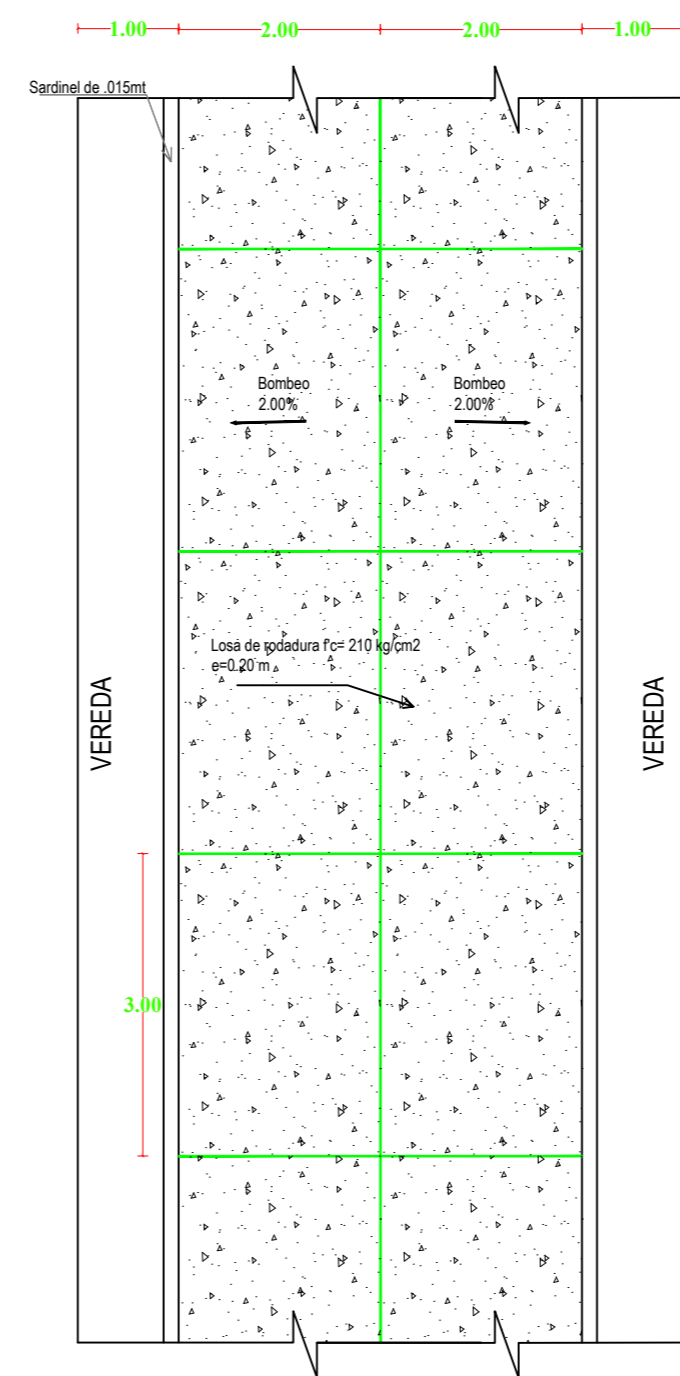 1.00 2.00 2.00 1.00
Sardinel de .015mt
Bombeo
2.00%
Bombeo
2.00%
Losa de rodadura f'c= 210 kg/cm2
e=0.20 m
VEREDA
VEREDA
3.00